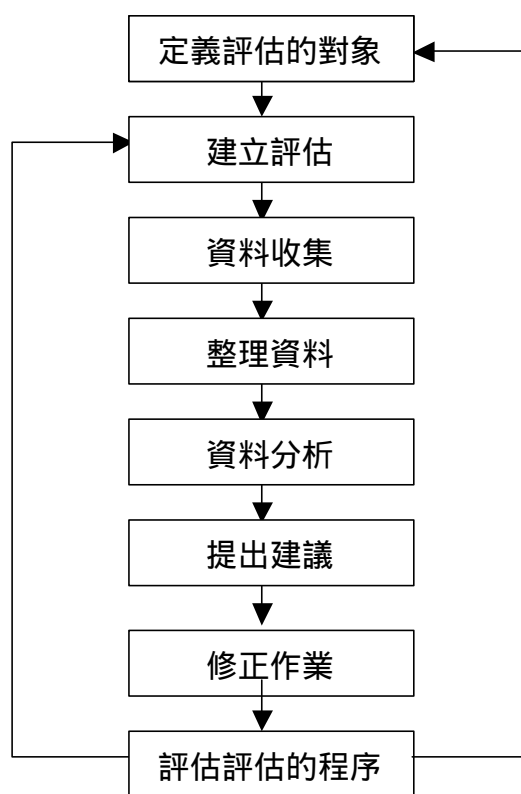 定義評估的對象
建立評估
資料收集
整理資料
資料分析
提出建議
修正作業
評估評估的程序